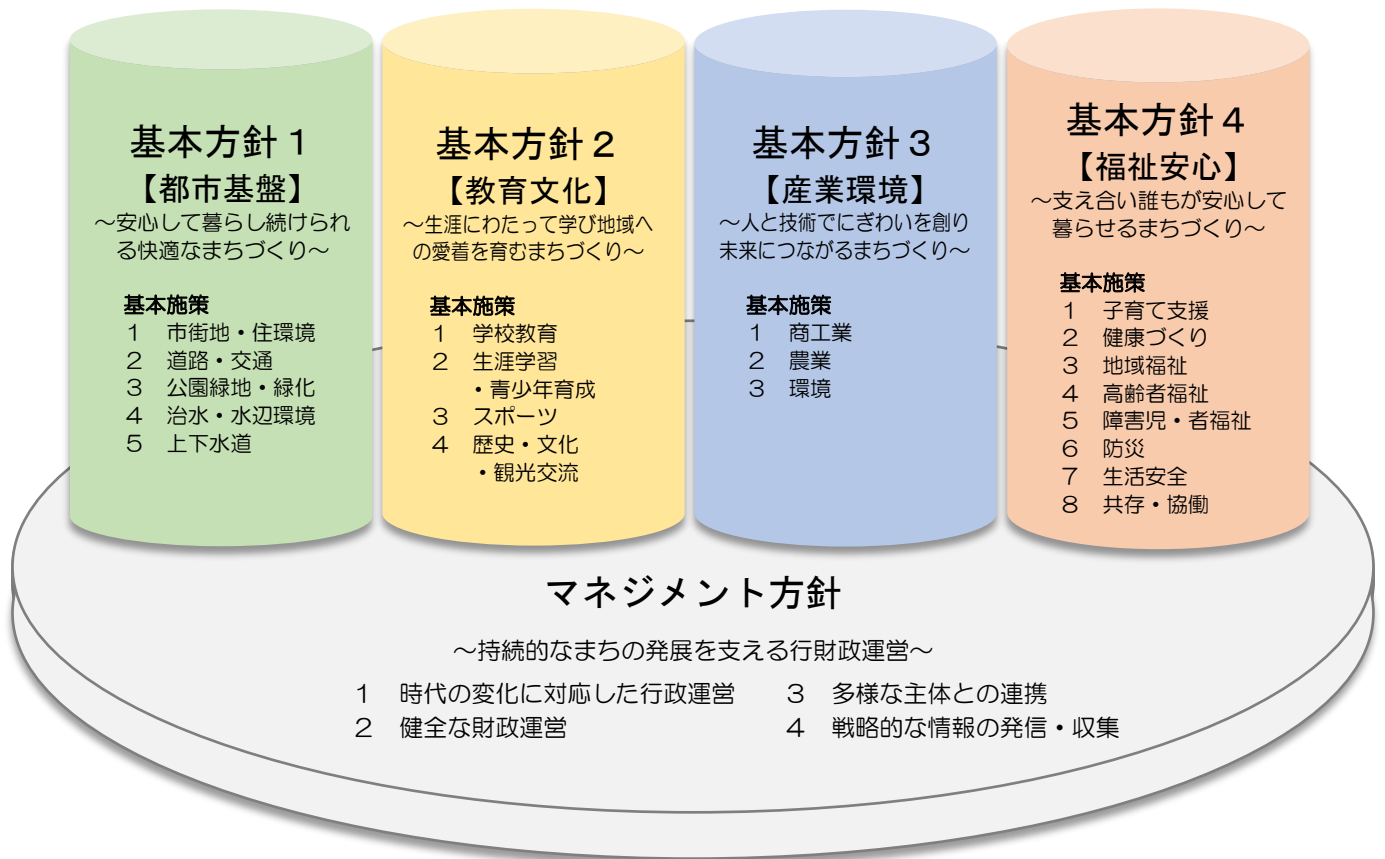 基本方針１
【都市基盤】
～安心して暮らし続けられ
る快適なまちづくり～
基本施策
１　市街地・住環境
２　道路・交通
３　公園緑地・緑化
４　治水・水辺環境
５　上下水道
基本方針２
【教育文化】
～生涯にわたって学び地域へ
の愛着を育むまちづくり～
基本施策
１　学校教育
２　生涯学習
・青少年育成
３　スポーツ
４　歴史・文化
・観光交流
基本方針３
【産業環境】
～人と技術でにぎわいを創り
未来につながるまちづくり～
基本施策
１　商工業
２　農業
３　環境
基本方針４
【福祉安心】
～支え合い誰もが安心して
暮らせるまちづくり～
基本施策
１　子育て支援
２　健康づくり
３　地域福祉
４　高齢者福祉
５　障害児・者福祉
６　防災
７　生活安全
８　共存・協働
マネジメント方針
～持続的なまちの発展を支える行財政運営～
１　時代の変化に対応した行政運営
２　健全な財政運営
３　多様な主体との連携
４　戦略的な情報の発信・収集